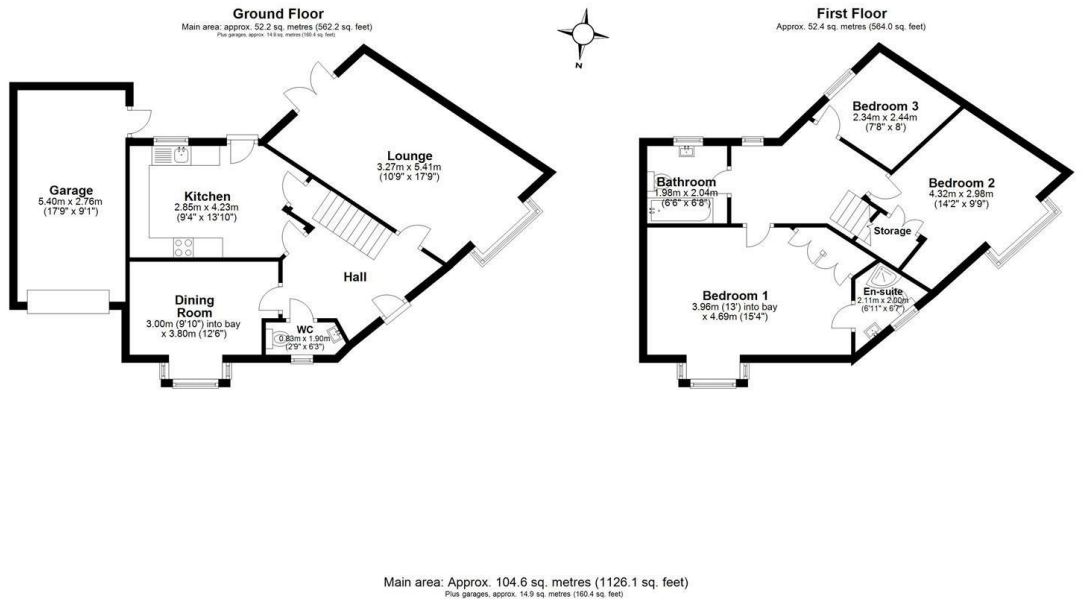 Ground Floor
Main area: approx. 52.2 sq. metres (562.2 sq. feet)
Plus garages, approx. 14.9 sq. metres (160.4 sq. feet)
N
First Floor
Approx. 52.4 sq. metres (564.0 sq. feet)
Garage
5.40m x 2.76m
(17'9" x 9'1")
Kitchen
2.85m x 4.23m
(9'4" x 13'10")
Lounge
3.27m x 5.41m
(10'9" x 17'9")
Hall
Dining
Room
3.00m (9'10") into bay
x 3.80m (12'6")
WC
0.83m x 1.90m
(2'9" x 6'3")
Bedroom 3
2.34m x 2.44m
(7'8" x 8')
Bathroom
1.98m x 2.04m
(6'6" x 6'8")
Bedroom 2
4.32m x 2.98m
(14'2" x 9'9")
Storage
Bedroom 1
3.96m (13') into bay
x 4.69m (15'4")
En-suite
2.11m x 2.00m
(6'11" x 6'7")
Main area: Approx. 104.6 sq. metres (1126.1 sq. feet)
Plus garages, approx. 14.9 sq. metres (160.4 sq. feet)